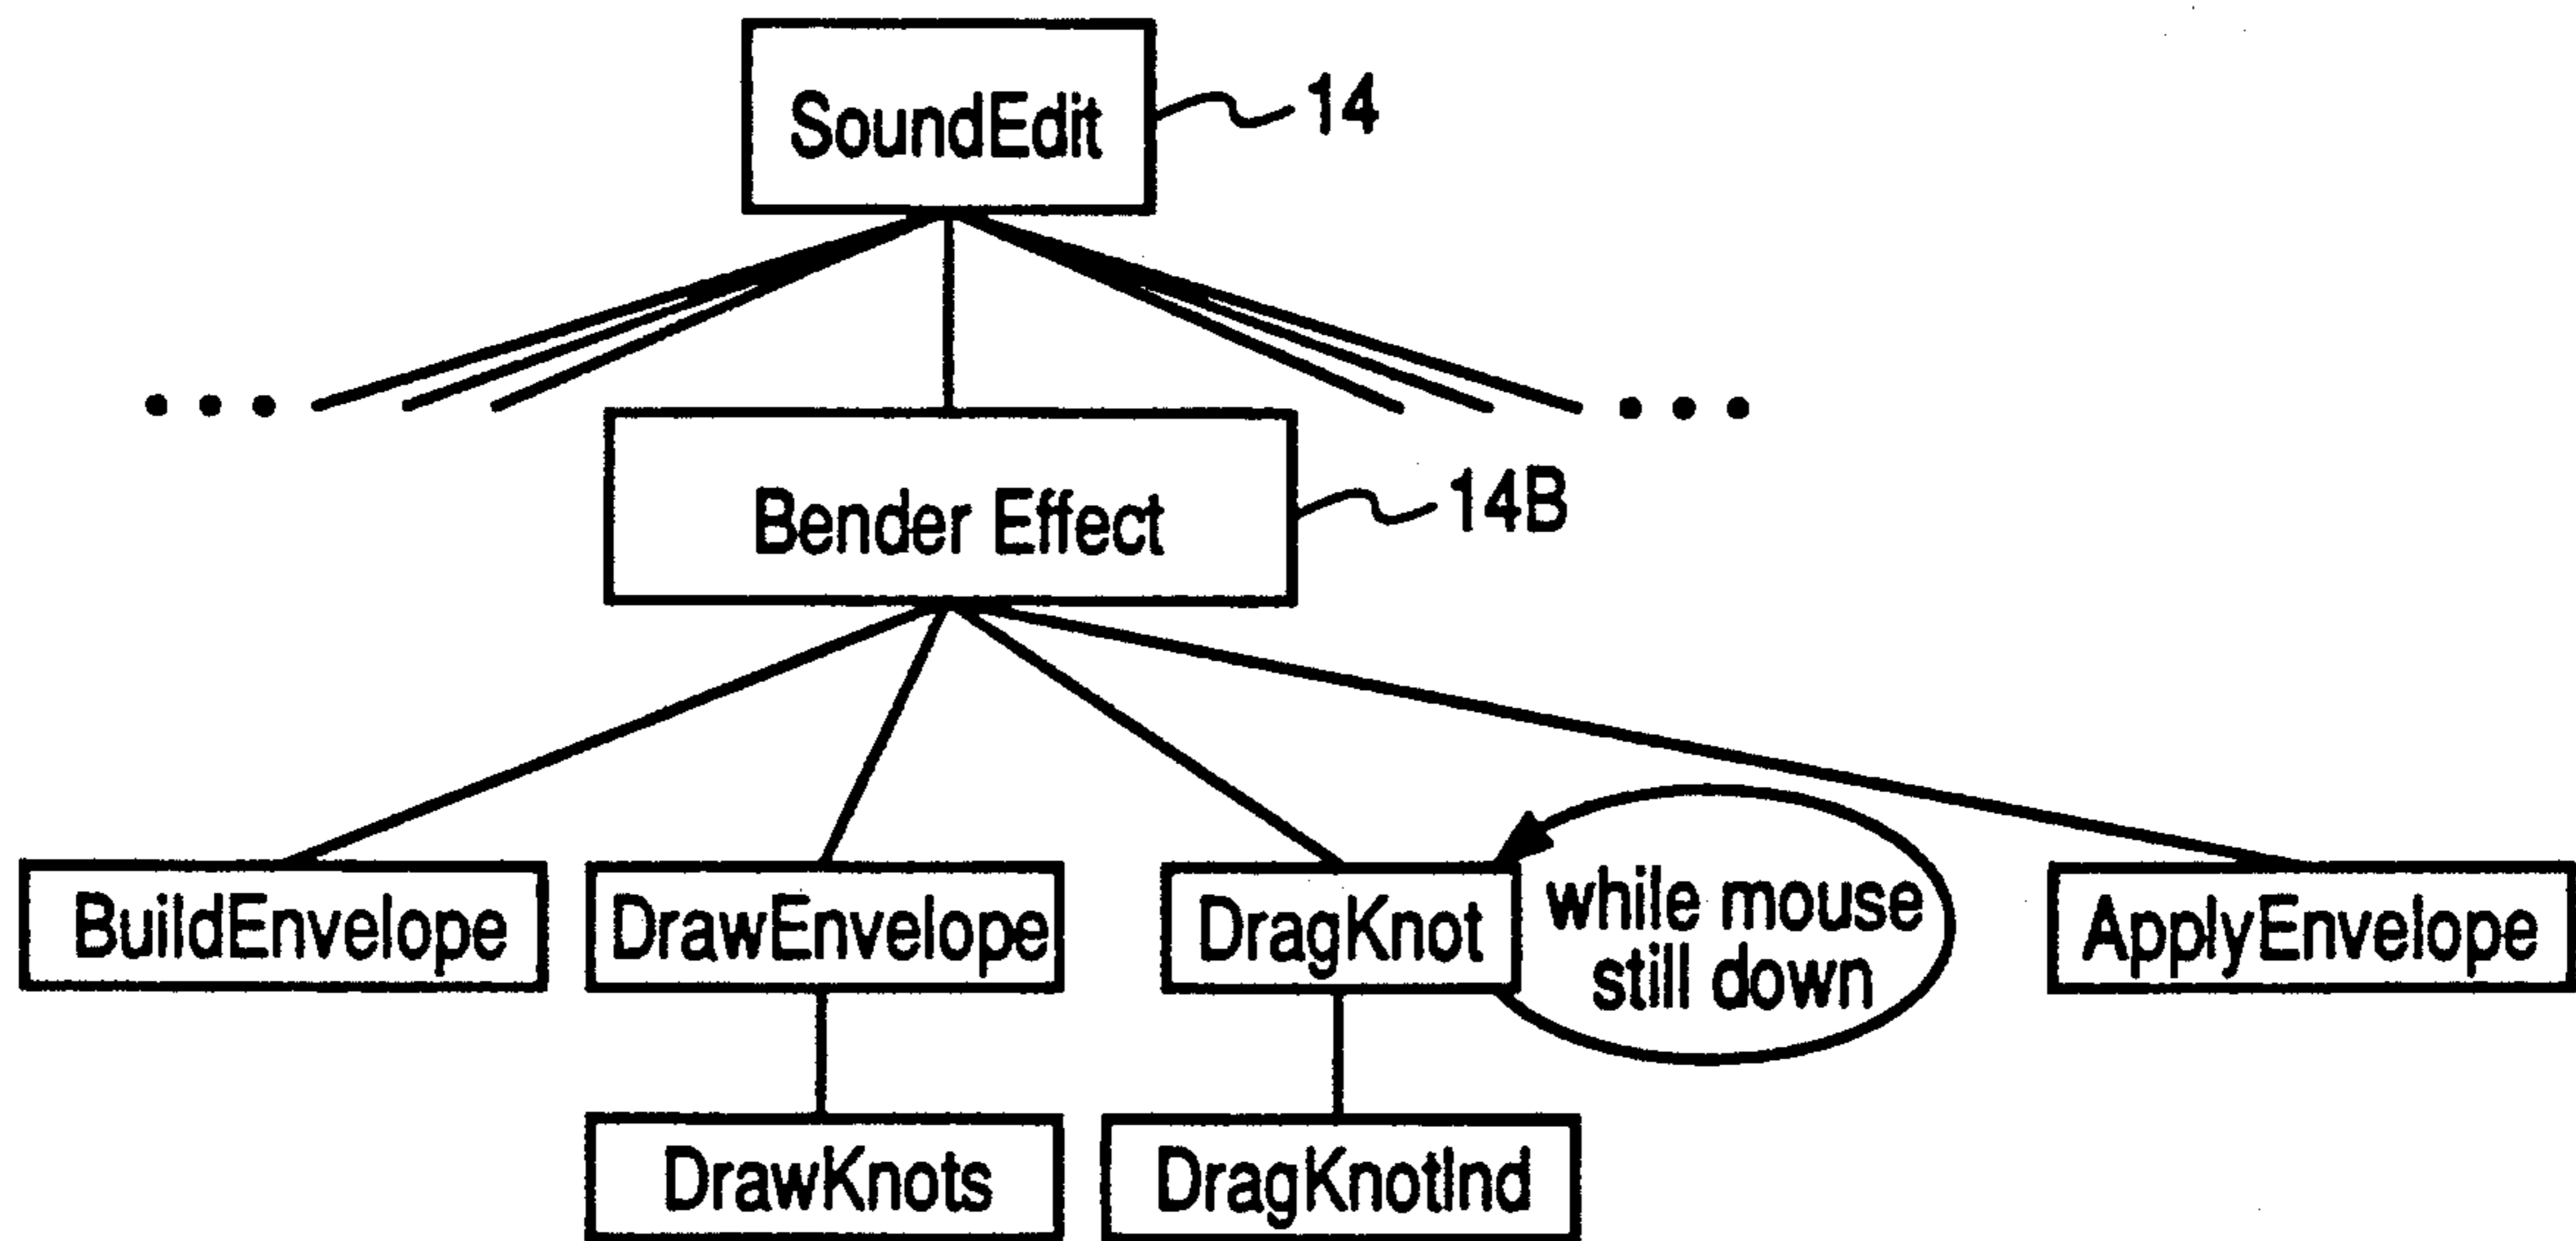 SoundEdit
14
Bender Effect
14B
BuildEnvelope
DrawEnvelope
DragKnot
while mouse
still down
ApplyEnvelope
DrawKnots
DragKnotInd